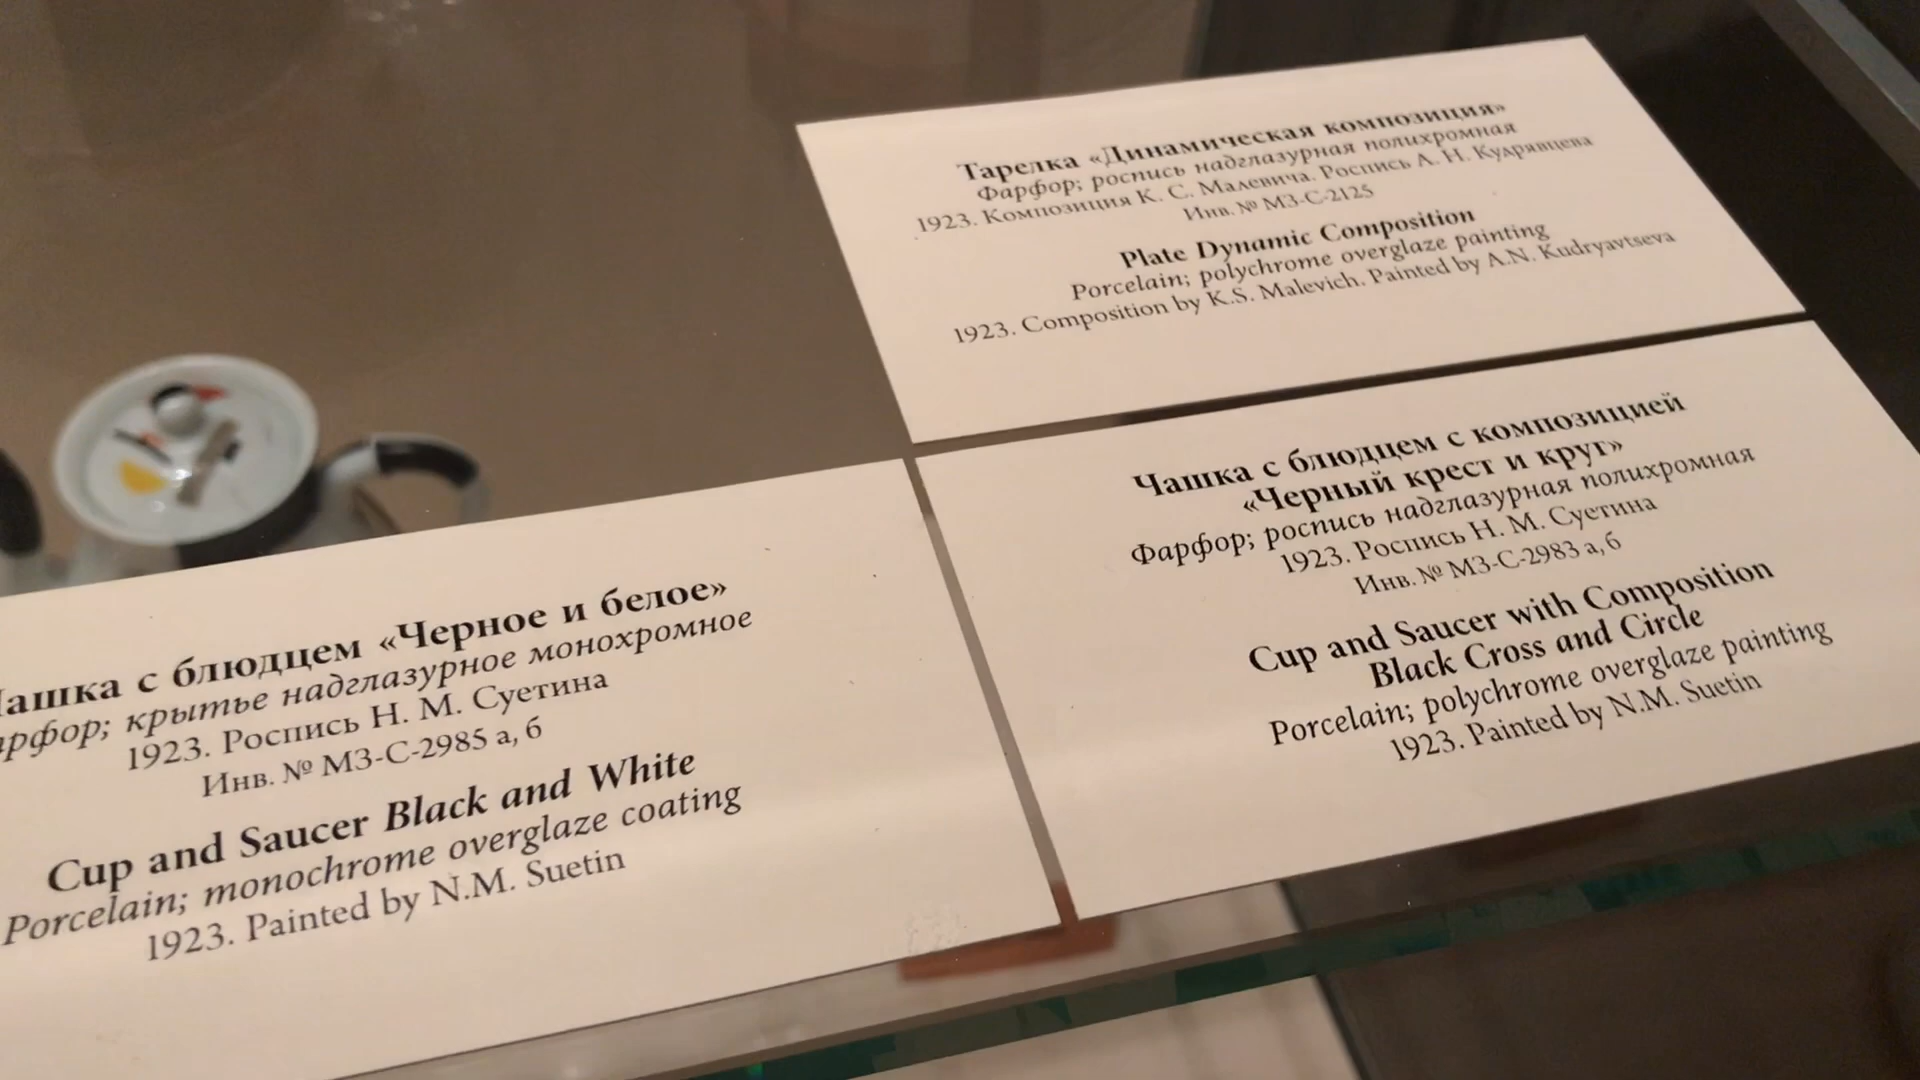 Тарелка «Динамическая композиция»
Фарфор; роспись надглазурная полихромная
1923. Композиция К. С. Малевича. Роспись А. Н. Кудрявцева
Инв. № МЗ-С-2125
Plate Dynamic Composition
Porcelain; polychrome overglaze painting
1923. Composition by K.S. Malevich. Painted by A.N. Kudryavtseva
Чашка с блюдцем с композицией
«Черный крест и круг»
Фарфор; роспись надглазурная полихромная
1923. Роспись Н. М. Суетина
Инв. № МЗ-С-2983 а, б
Cup and Saucer with Composition
Black Cross and Circle
Porcelain; polychrome overglaze painting
1923. Painted by N.M. Suetin
Чашка с блюдцем «Черное и белое»
крытье надглазурное монохромное
1923. Роспись Н. М. Суетина
Инв. № МЗ-С-2985 а, б
Cup and Saucer Black and White
Porcelain; monochrome overglaze coating
1923. Painted by N.M. Suetin